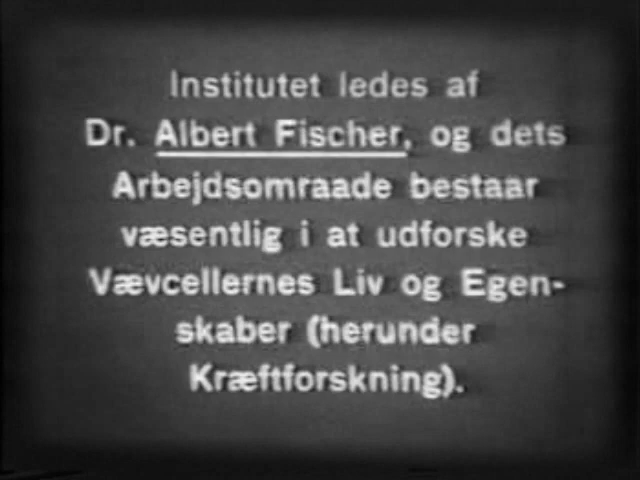 Institutet ledes af
Dr. Albert Fischer, og dets
Arbejdsomraade bestaar
væsentlig i at udforske
Vævcellernes Liv og Egen-
skaber (herunder
Kræftforskning).